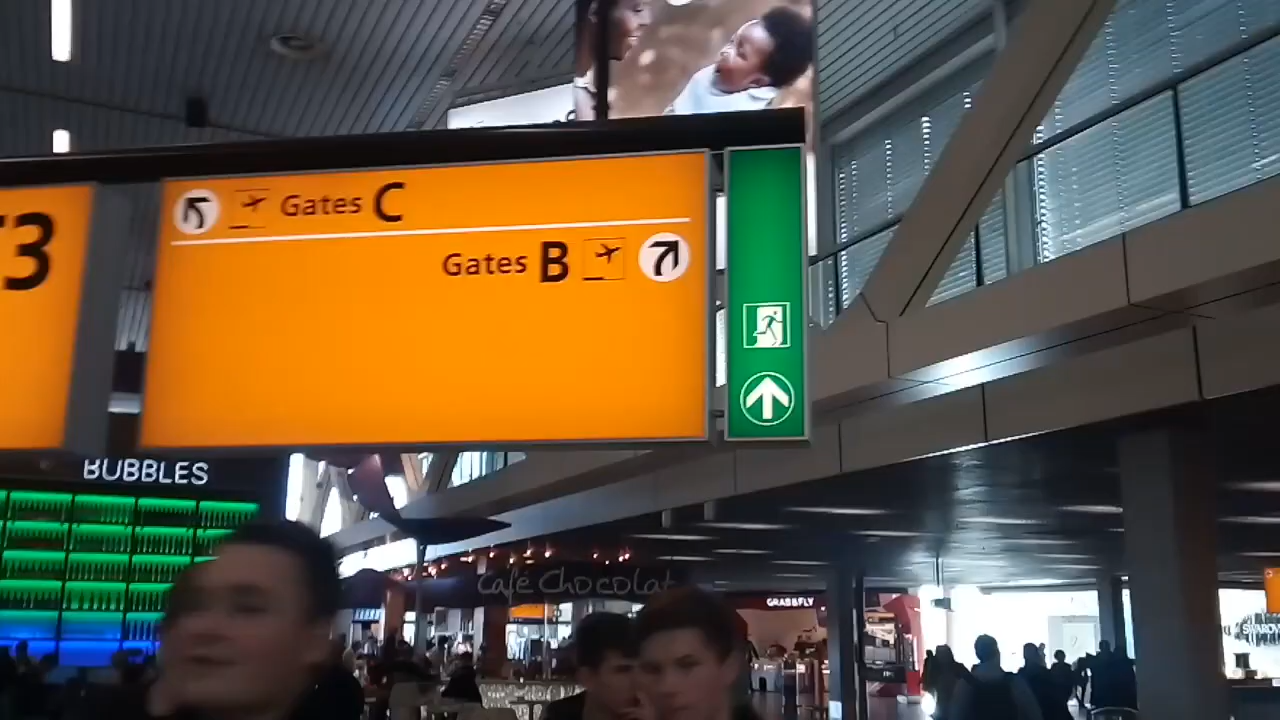 Gates C
Gates B
3
BUBBLES
Café Chocolat
GRAB&FLY